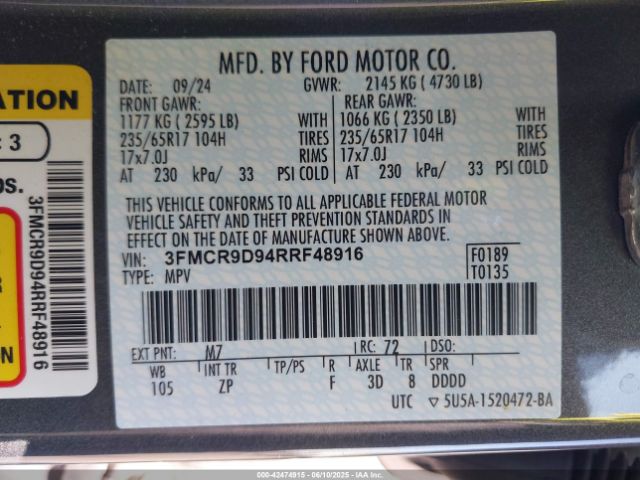 MFD. BY FORD MOTOR CO.
DATE: 09/24 GVWR: 2145 KG ( 4730 LB)
FRONT GAWR: REAR GAWR:
1177 KG ( 2595 LB) WITH 1066 KG ( 2350 LB) WITH
235/65R17 104H TIRES 235/65R17 104H TIRES
17x7.0J RIMS 17x7.0J RIMS
AT 230 kPa/ 33 PSI COLD AT 230 kPa/ 33 PSI COLD
THIS VEHICLE CONFORMS TO ALL APPLICABLE FEDERAL MOTOR
VEHICLE SAFETY AND THEFT PREVENTION STANDARDS IN
EFFECT ON THE DATE OF MANUFACTURE SHOWN ABOVE.
VIN: 3FMCR9D94RRF48916 F0189
TYPE: MPV T0135
EXT PNT: M7 RC: 72 DSO:
WB INT TR TP/PS R AXLE TR SPR
105 ZP F 3D 8 DDDD
UTC ▽ 5U5A-1520472-BA
ATION
: 3
os.
3FMCR9D94RRF48916
ON
000-42474915 - 06/10/2025 - IAAI.COM